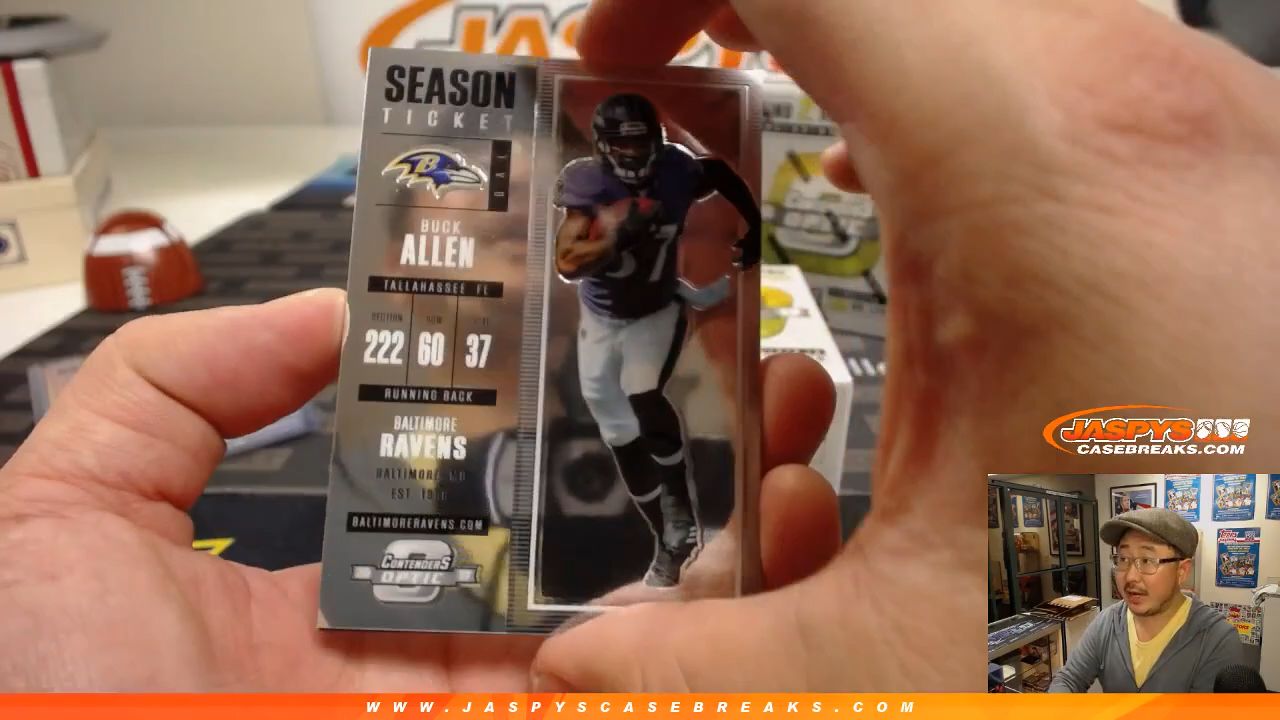 SEASON
TICKET
BAL
BUCK
ALLEN
TALLAHASSEE FL
SECTION ROW
222 60 37
RUNNING BACK
BALTIMORE
RAVENS
BALTIMORE MD
BALTIMORERAVENS.COM
CONTENDERS
OPTIC
37
JASPYS
CASEBREAKS.COM
WWW.JASPYSCASEBREAKS.COM